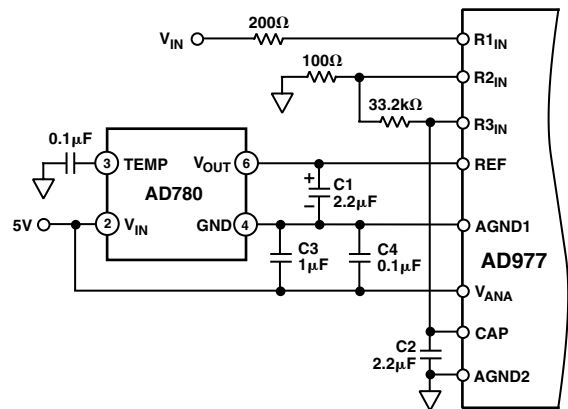 200Ω
V_IN
R1_IN
100Ω
R2_IN
33.2kΩ
R3_IN
0.1μF
3 TEMP
V_OUT 6
REF
AD780
+
C1
2.2μF
–
5V
2 V_IN
GND 4
AGND1
C3
1μF
C4
0.1μF
AD977
V_ANA
CAP
C2
2.2μF
AGND2